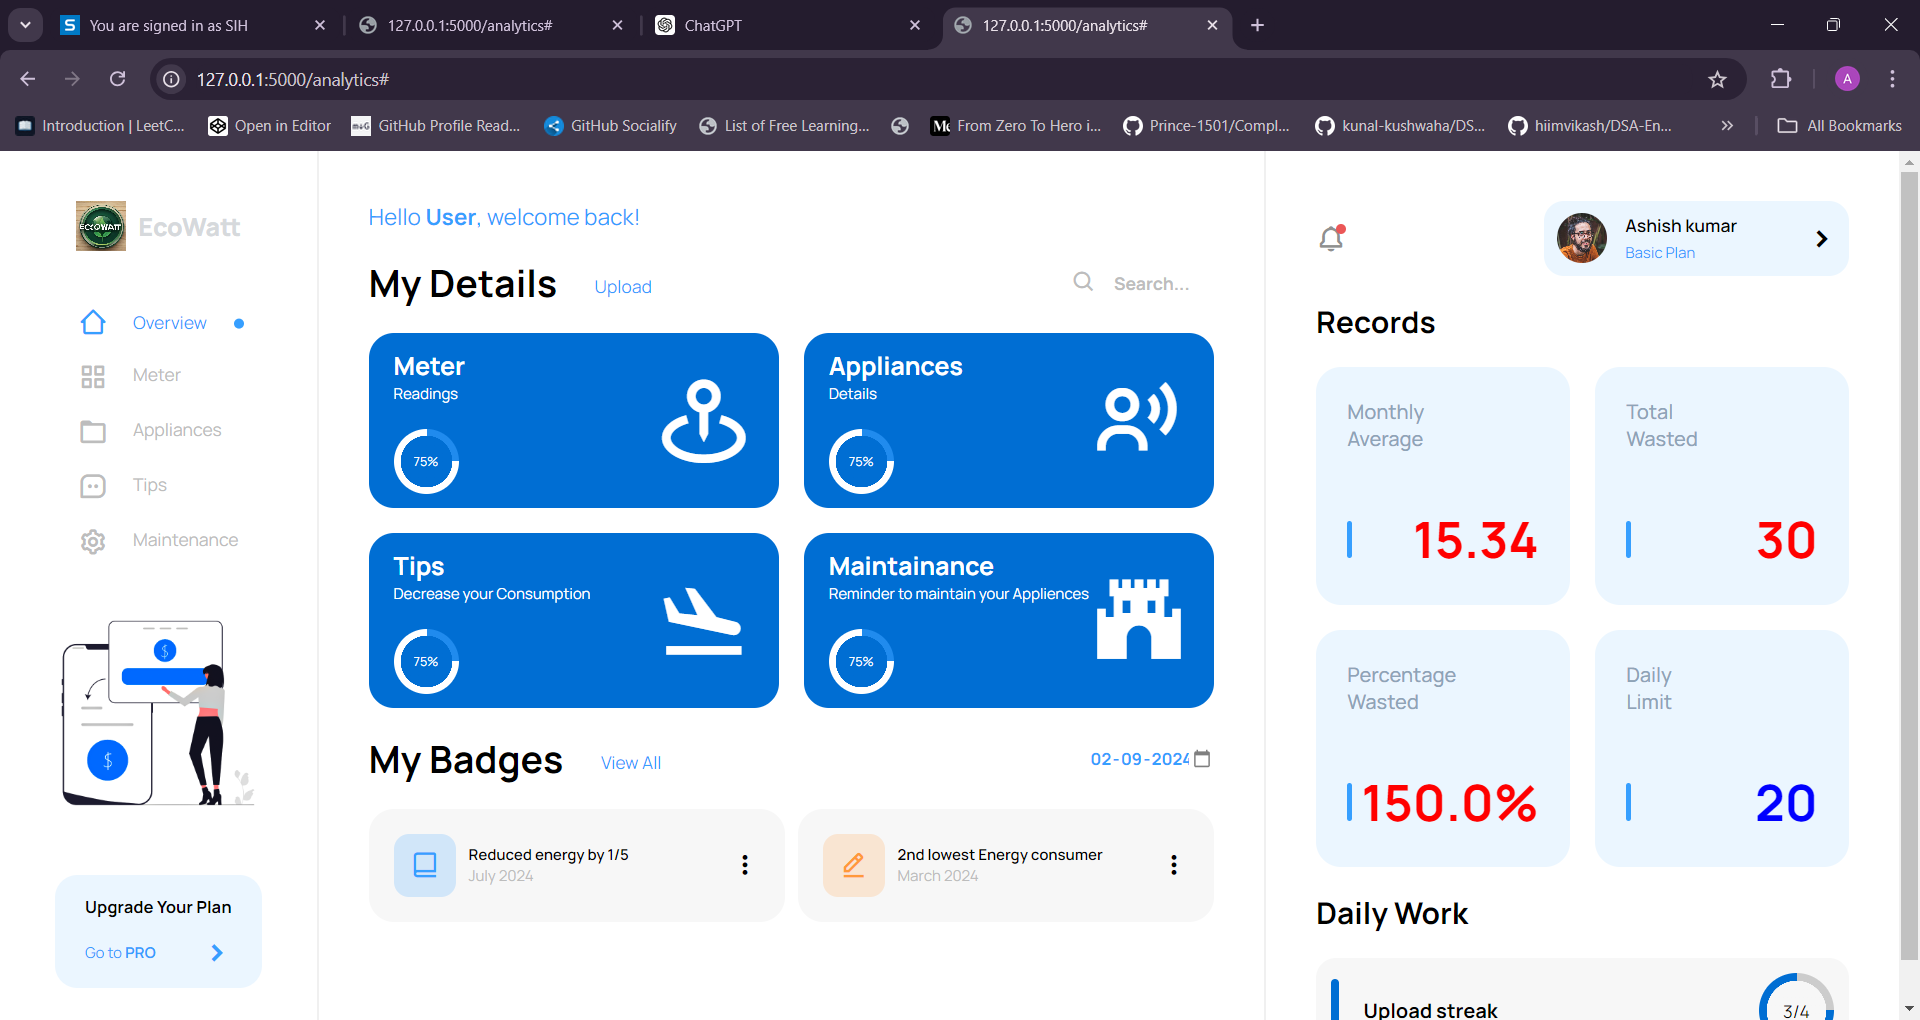 You are signed in as SIH
127.0.0.1:5000/analytics#
ChatGPT
127.0.0.1:5000/analytics#
127.0.0.1:5000/analytics#
A
Introduction | LeetC...
Open in Editor
GitHub Profile Read...
GitHub Socialify
List of Free Learning...
From Zero To Hero i...
Prince-1501/Compl...
kunal-kushwaha/DS...
hiimvikash/DSA-En...
All Bookmarks
ECOWATT
EcoWatt
Overview
Meter
Appliances
Tips
Maintenance
$
$
Upgrade Your Plan
Go to PRO
Hello User, welcome back!
My Details
Upload
Search...
Meter
Readings
75%
Appliances
Details
75%
Tips
Decrease your Consumption
75%
Maintainance
Reminder to maintain your Appliences
75%
My Badges
View All
02-09-2024
Reduced energy by 1/5
July 2024
2nd lowest Energy consumer
March 2024
Ashish kumar
Basic Plan
Records
Monthly
Average
15.34
Total
Wasted
30
Percentage
Wasted
150.0%
Daily
Limit
20
Daily Work
Upload streak
3/4